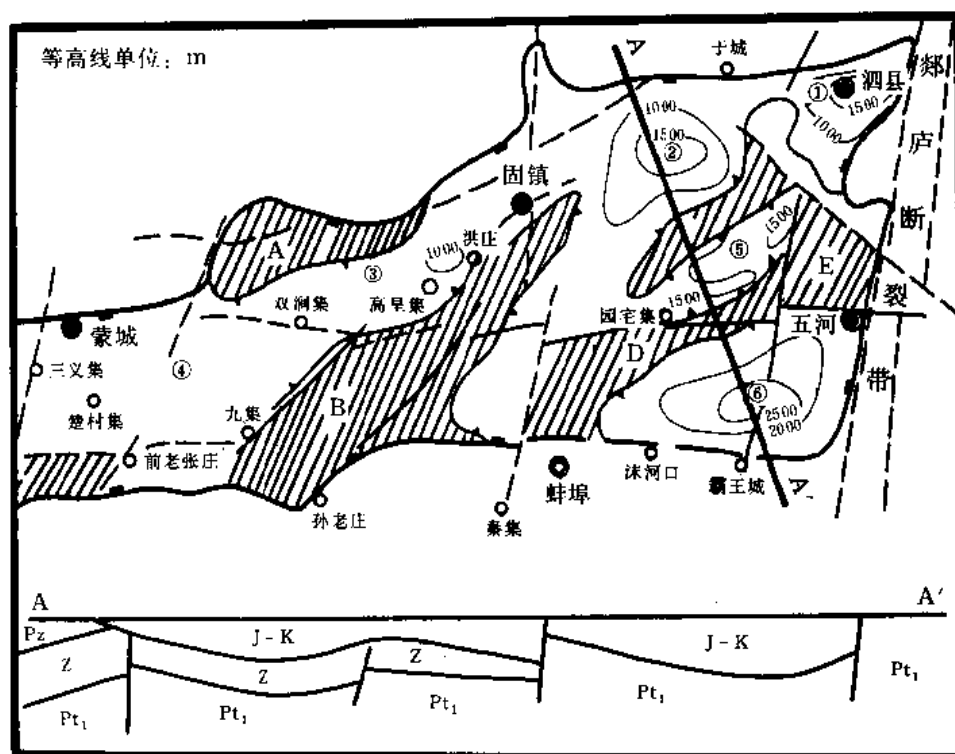 等高线单位: m
A
于城
郯
①
泗县
1500
1000
1000
1500
②
庐
固镇
断
洪庄
1000
A
③
高皇集
⑤
1500
E
裂
双涧集
1500
园宅集
五河
蒙城
④
三义集
D
带
楚村集
B
九集
⑥
2500
2000
前老张庄
沫河口
蚌埠
霸王城
孙老庄
秦集
A'
A
A'
Pz
J-K
J-K
Z
Z
Z
Pt₁
Pt₁
Pt₁
Pt₁
Pt₁